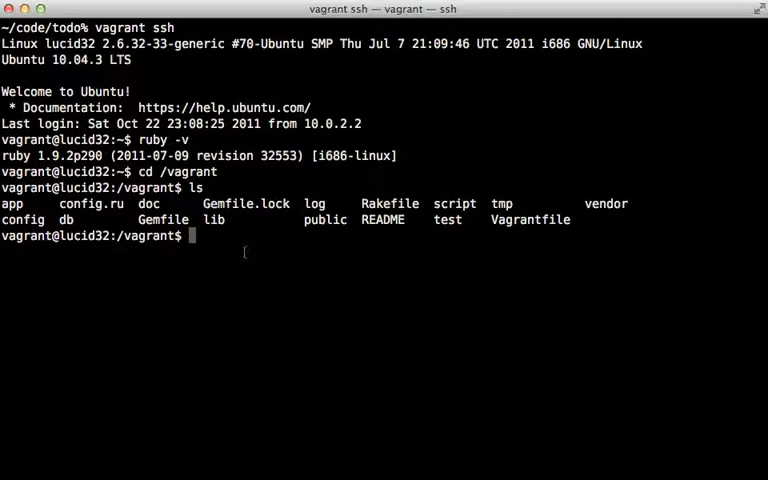 vagrant ssh — vagrant — ssh
~/code/todo% vagrant ssh
Linux lucid32 2.6.32-33-generic #70-Ubuntu SMP Thu Jul 7 21:09:46 UTC 2011 i686 GNU/Linux
Ubuntu 10.04.3 LTS
Welcome to Ubuntu!
 * Documentation:  https://help.ubuntu.com/
Last login: Sat Oct 22 23:08:25 2011 from 10.0.2.2
vagrant@lucid32:~$ ruby -v
ruby 1.9.2p290 (2011-07-09 revision 32553) [i686-linux]
vagrant@lucid32:~$ cd /vagrant
vagrant@lucid32:/vagrant$ ls
app     config.ru  doc      Gemfile.lock  log     Rakefile  script  tmp          vendor
config  db         Gemfile  lib           public  README    test    Vagrantfile
vagrant@lucid32:/vagrant$